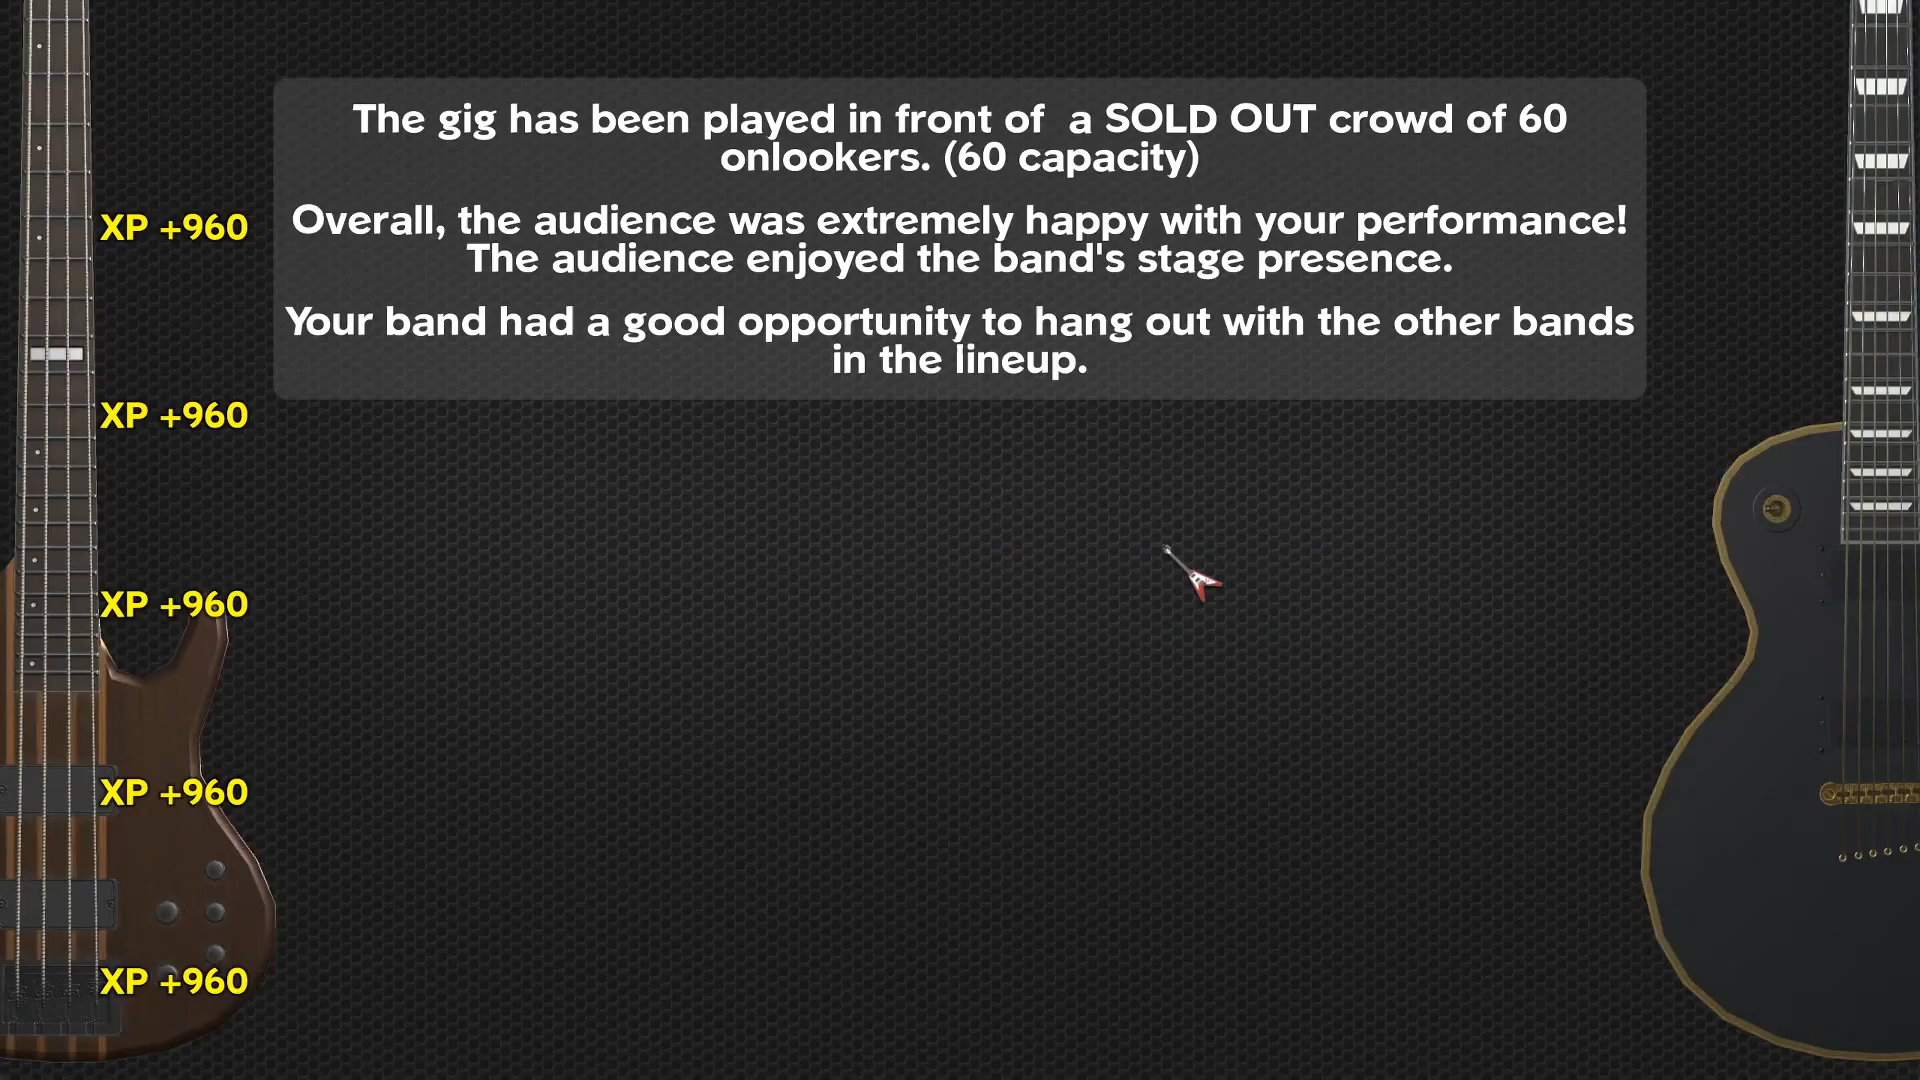 The gig has been played in front of  a SOLD OUT crowd of 60
onlookers. (60 capacity)
Overall, the audience was extremely happy with your performance!
The audience enjoyed the band's stage presence.
Your band had a good opportunity to hang out with the other bands
in the lineup.
XP +960
XP +960
XP +960
XP +960
XP +960